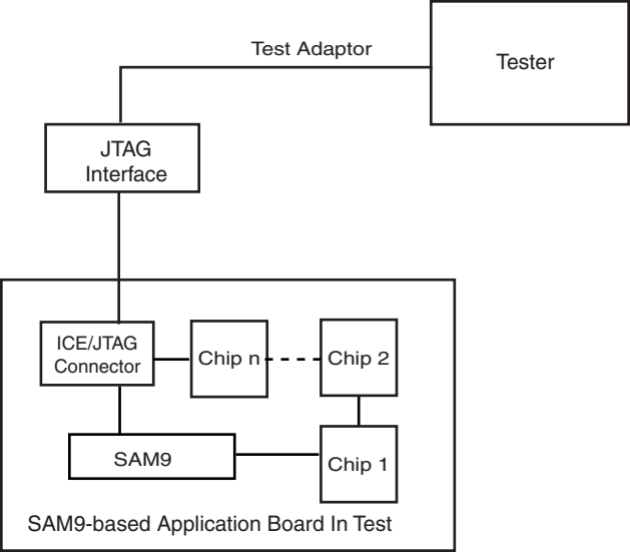 Test Adaptor
Tester
JTAG
Interface
ICE/JTAG
Connector
Chip n
Chip 2
SAM9
Chip 1
SAM9-based Application Board In Test